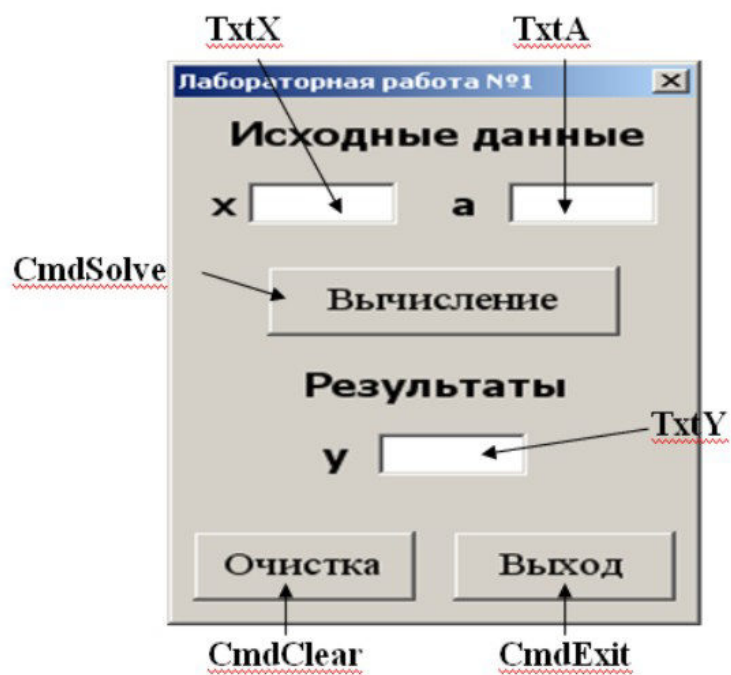 TxtX TxtA
Лабораторная работа №1
Исходные данные
x a
CmdSolve
Вычисление
Результаты
TxtY
y
Очистка Выход
CmdClear CmdExit